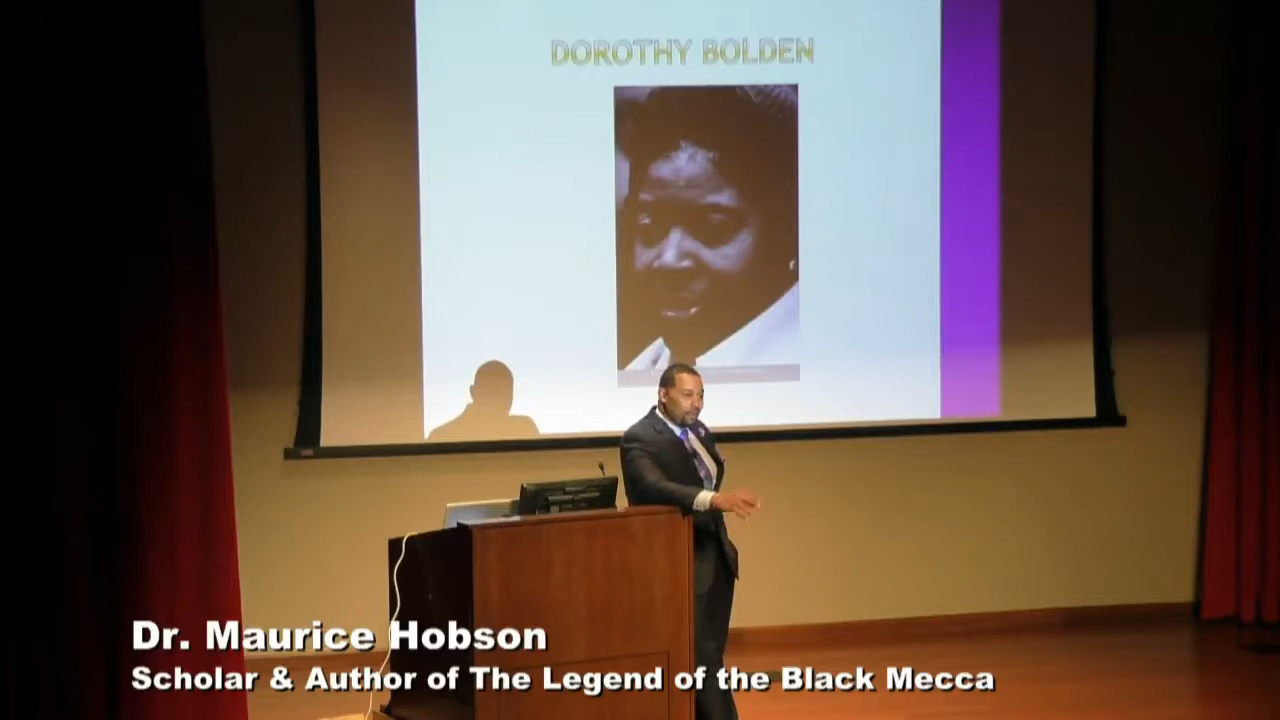 DOROTHY BOLDEN
Dr. Maurice Hobson
Scholar & Author of The Legend of the Black Mecca